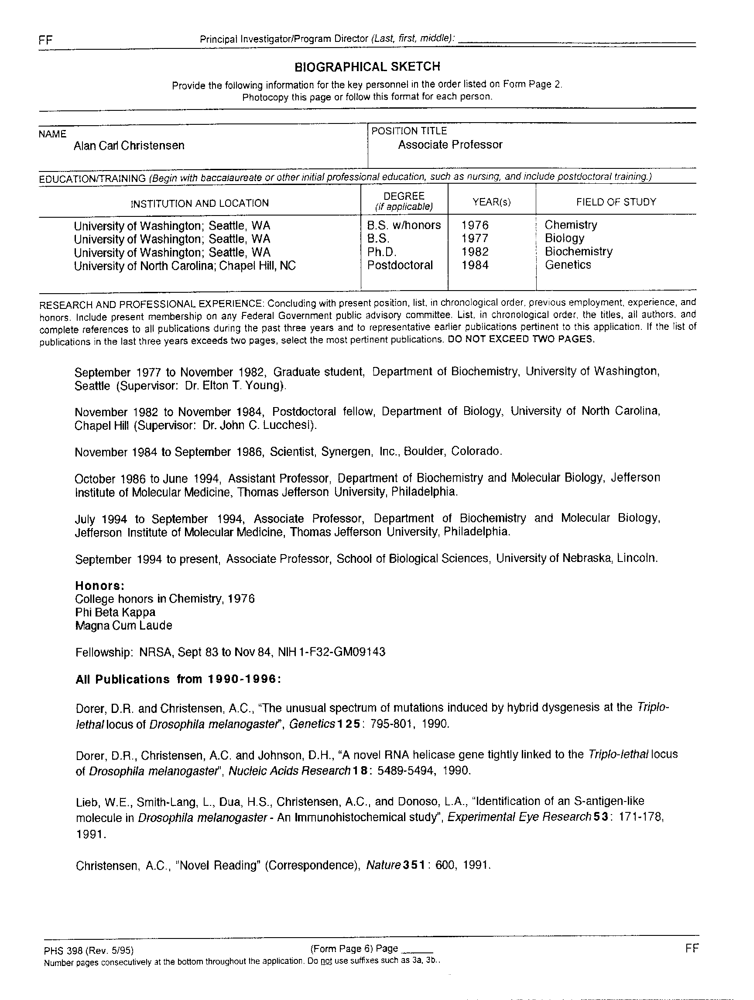 FF
Principal Investigator/Program Director (Last, first, middle):
BIOGRAPHICAL SKETCH
Provide the following information for the key personnel in the order listed on Form Page 2.
Photocopy this page or follow this format for each person.
NAME
Alan Carl Christensen
POSITION TITLE
Associate Professor
EDUCATION/TRAINING (Begin with baccalaureate or other initial professional education, such as nursing, and include postdoctoral training.)
INSTITUTION AND LOCATION
DEGREE
(if applicable)
YEAR(s)
FIELD OF STUDY
University of Washington; Seattle, WA B.S. w/honors 1976 Chemistry
University of Washington; Seattle, WA B.S. 1977 Biology
University of Washington; Seattle, WA Ph.D. 1982 Biochemistry
University of North Carolina; Chapel Hill, NC Postdoctoral 1984 Genetics
RESEARCH AND PROFESSIONAL EXPERIENCE: Concluding with present position, list, in chronological order, previous employment, experience, and
honors. Include present membership on any Federal Government public advisory committee. List, in chronological order, the titles, all authors, and
complete references to all publications during the past three years and to representative earlier publications pertinent to this application. If the list of
publications in the last three years exceeds two pages, select the most pertinent publications. DO NOT EXCEED TWO PAGES.
September 1977 to November 1982, Graduate student, Department of Biochemistry, University of Washington,
Seattle (Supervisor: Dr. Elton T. Young).
November 1982 to November 1984, Postdoctoral fellow, Department of Biology, University of North Carolina,
Chapel Hill (Supervisor: Dr. John C. Lucchesi).
November 1984 to September 1986, Scientist, Synergen, Inc., Boulder, Colorado.
October 1986 to June 1994, Assistant Professor, Department of Biochemistry and Molecular Biology, Jefferson
Institute of Molecular Medicine, Thomas Jefferson University, Philadelphia.
July 1994 to September 1994, Associate Professor, Department of Biochemistry and Molecular Biology,
Jefferson Institute of Molecular Medicine, Thomas Jefferson University, Philadelphia.
September 1994 to present, Associate Professor, School of Biological Sciences, University of Nebraska, Lincoln.
Honors:
College honors in Chemistry, 1976
Phi Beta Kappa
Magna Cum Laude
Fellowship: NRSA, Sept 83 to Nov 84, NIH 1-F32-GM09143
All Publications from 1990-1996:
Dorer, D.R. and Christensen, A.C., "The unusual spectrum of mutations induced by hybrid dysgenesis at the Triplo-
lethal locus of Drosophila melanogaster", Genetics 125: 795-801, 1990.
Dorer, D.R., Christensen, A.C. and Johnson, D.H., "A novel RNA helicase gene tightly linked to the Triplo-lethal locus
of Drosophila melanogaster", Nucleic Acids Research 18: 5489-5494, 1990.
Lieb, W.E., Smith-Lang, L., Dua, H.S., Christensen, A.C., and Donoso, L.A., "Identification of an S-antigen-like
molecule in Drosophila melanogaster - An Immunohistochemical study", Experimental Eye Research 53: 171-178,
1991.
Christensen, A.C., "Novel Reading" (Correspondence), Nature 351: 600, 1991.
PHS 398 (Rev. 5/95)
(Form Page 6) Page
FF
Number pages consecutively at the bottom throughout the application. Do not use suffixes such as 3a, 3b..